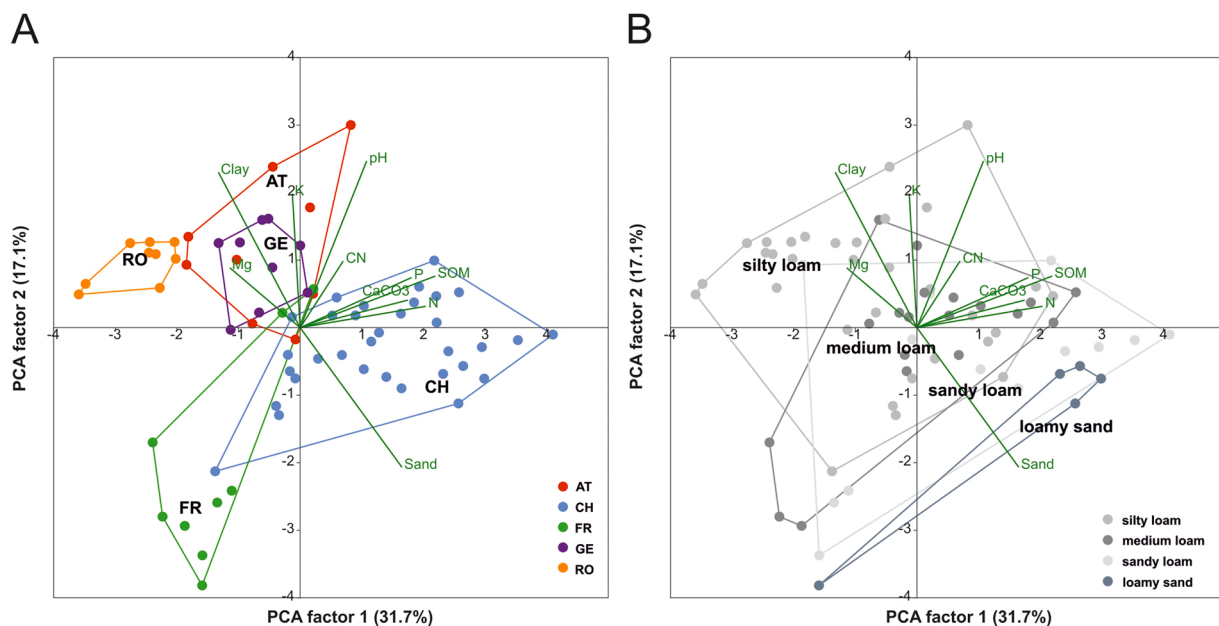 A
4
3
pH
Clay
AT
2
K
GE
1
RO
Mg
CN
P
SOM
CaCO3
N
-4
-3
-2
-1
1
2
3
4
CH
-1
-2
Sand
FR
-3
-4
AT
CH
FR
GE
RO
PCA factor 2 (17.1%)
PCA factor 1 (31.7%)
B
4
3
pH
Clay
2
K
1
silty loam
Mg
CN
P
SOM
CaCO3
N
-4
-3
-2
-1
1
2
3
4
medium loam
sandy loam
-1
loamy sand
-2
Sand
-3
-4
silty loam
medium loam
sandy loam
loamy sand
PCA factor 2 (17.1%)
PCA factor 1 (31.7%)